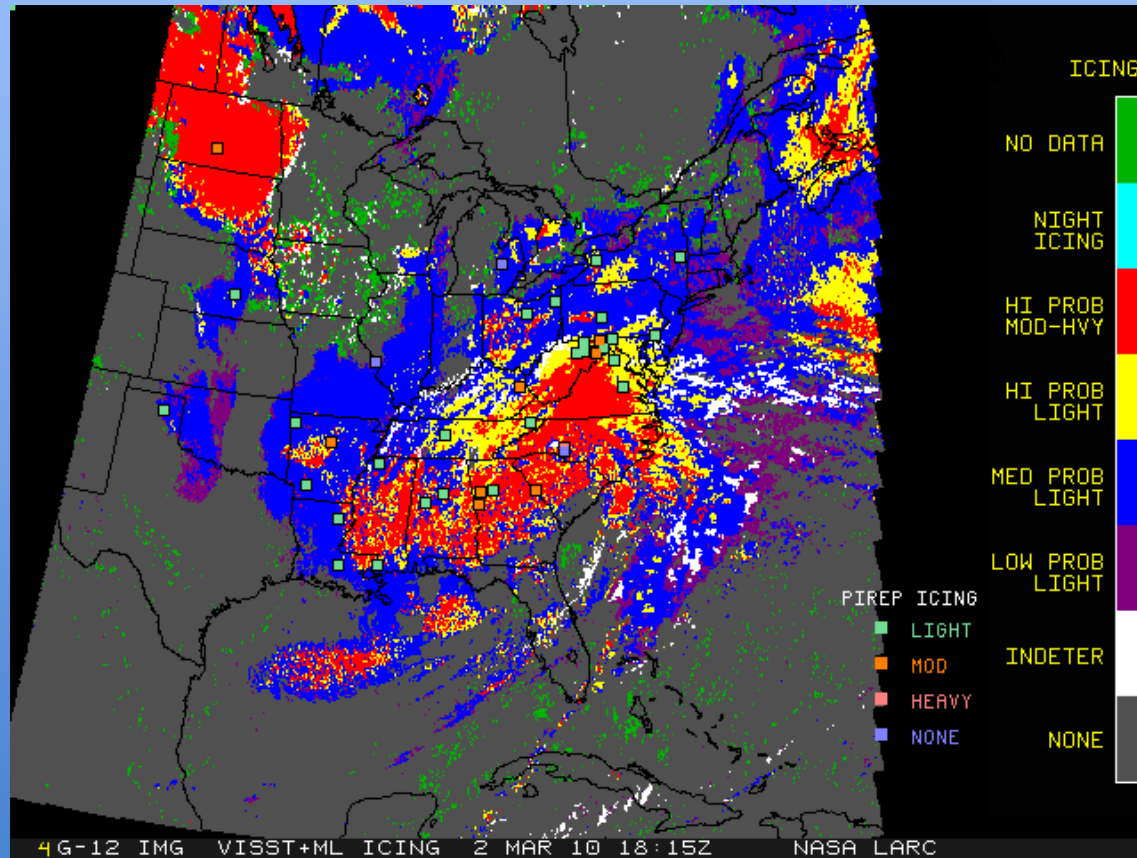 ICING
NO DATA
NIGHT
ICING
HI PROB
MOD-HVY
HI PROB
LIGHT
MED PROB
LIGHT
LOW PROB
LIGHT
INDETER
NONE
PIREP ICING
LIGHT
MOD
HEAVY
NONE
4 G-12 IMG VISST+ML ICING 2 MAR 10 18:15Z NASA LARC